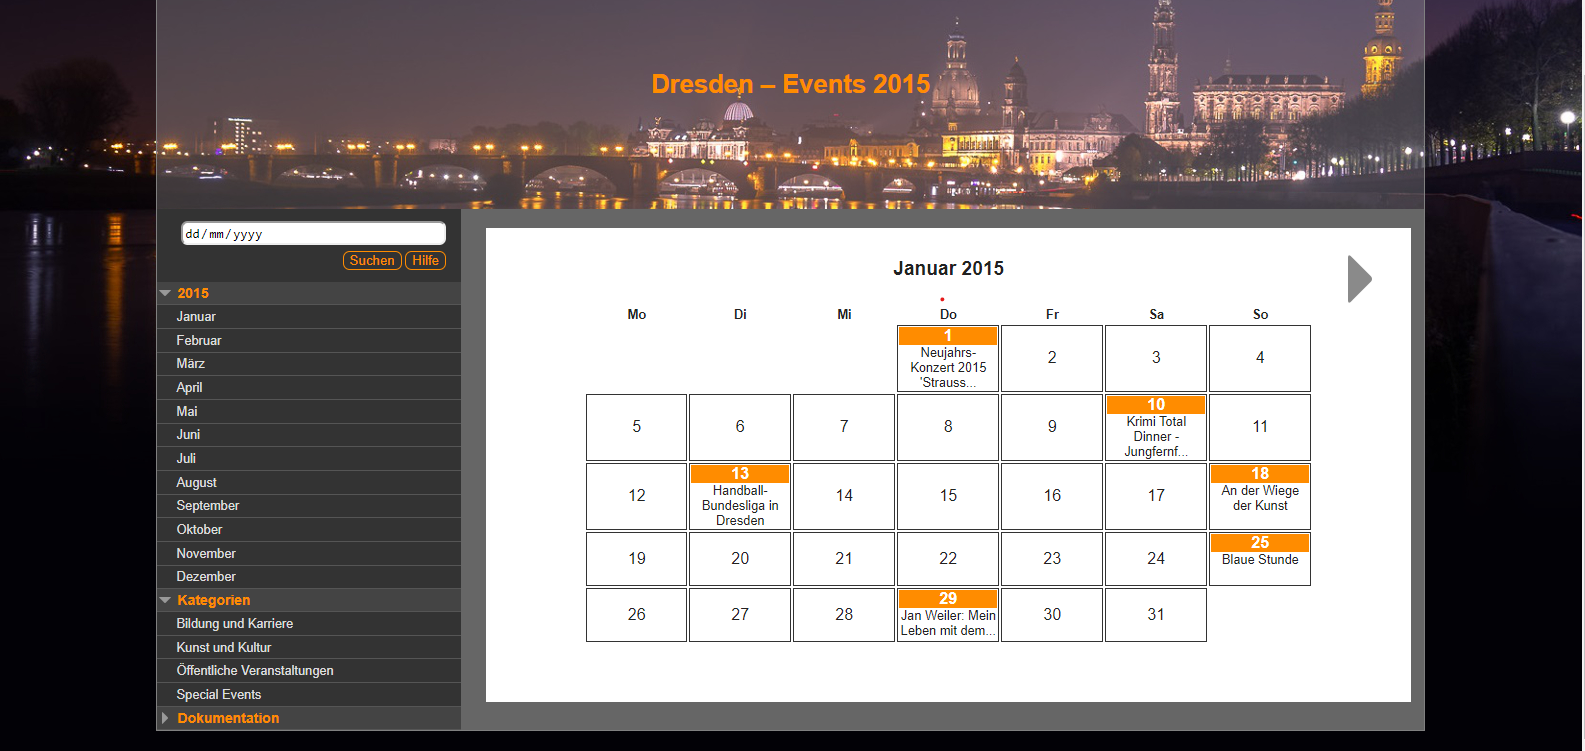 Dresden – Events 2015
dd/mm/yyyy
Suchen Hilfe
2015
Januar
Februar
März
April
Mai
Juni
Juli
August
September
Oktober
November
Dezember
Kategorien
Bildung und Karriere
Kunst und Kultur
Öffentliche Veranstaltungen
Special Events
Dokumentation
Januar 2015
Mo Di Mi Do Fr Sa So
1
Neujahrs-
Konzert 2015
'Strauss...
2
3
4
5
6
7
8
9
10
Krimi Total
Dinner -
Jungfernf...
11
12
13
Handball-
Bundesliga in
Dresden
14
15
16
17
18
An der Wiege
der Kunst
19
20
21
22
23
24
25
Blaue Stunde
26
27
28
29
Jan Weiler: Mein
Leben mit dem...
30
31